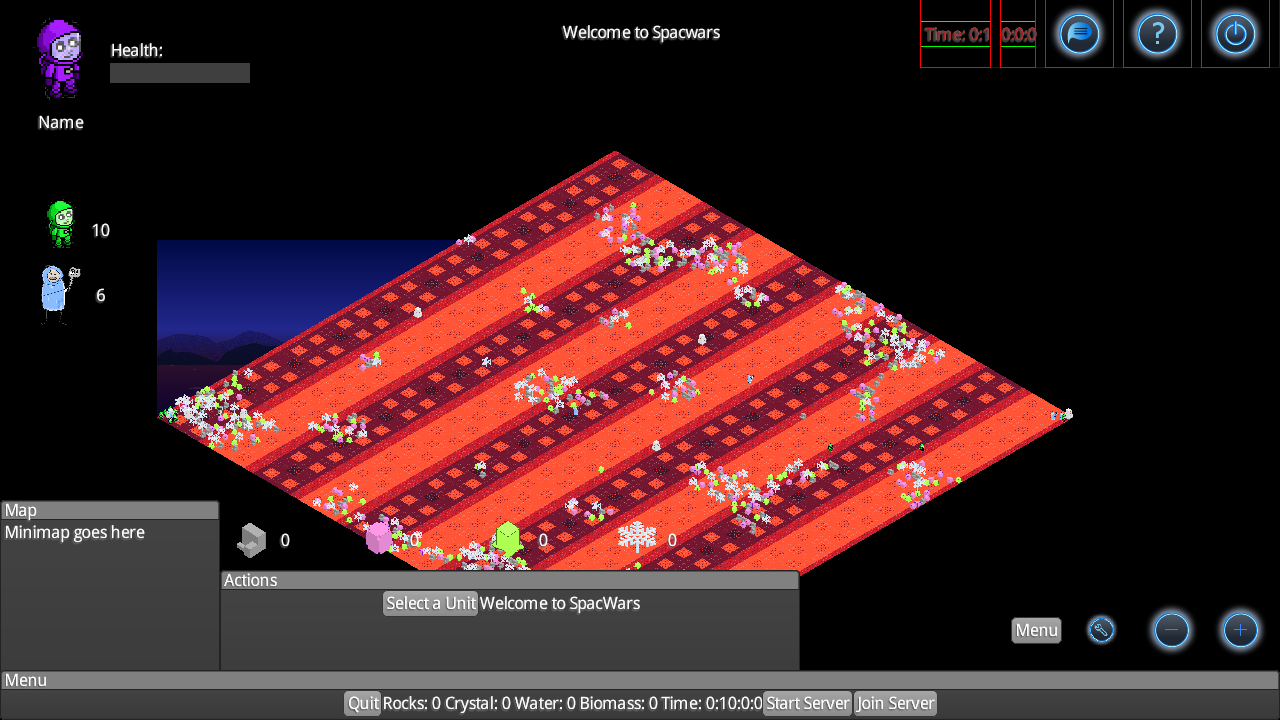 Welcome to Spacwars
Health:
Time: 0:1
0:0:0
?
Name
10
6
Map
Minimap goes here
0
0
0
0
Actions
Select a Unit Welcome to SpacWars
Menu
Menu
Quit Rocks: 0 Crystal: 0 Water: 0 Biomass: 0 Time: 0:10:0:0 Start Server Join Server